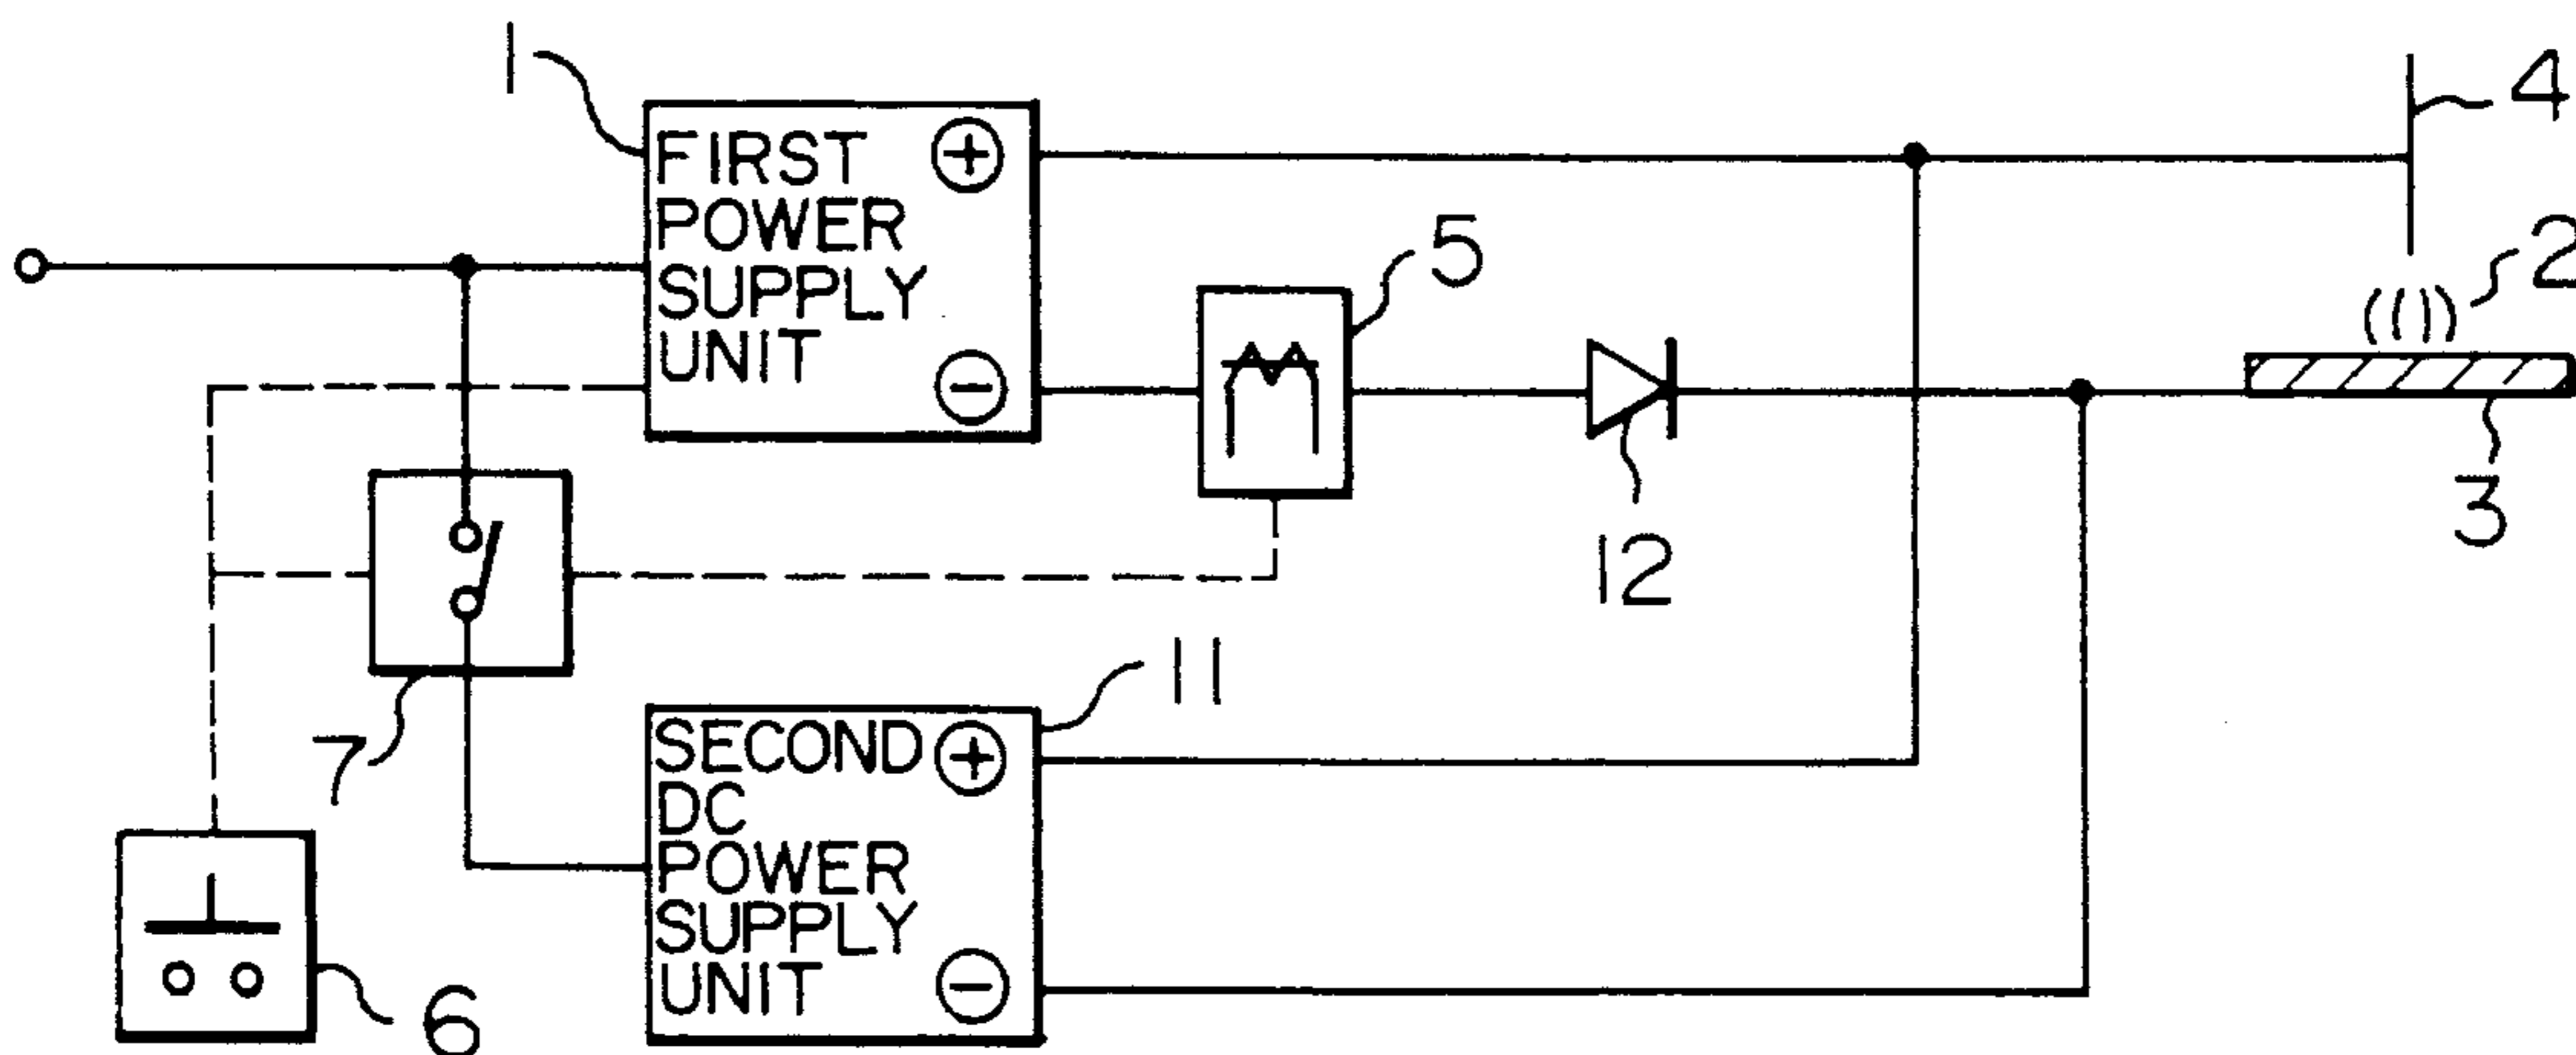 1
FIRST
POWER
SUPPLY
UNIT
+
−
4
2
3
5
12
7
6
11
SECOND
DC
POWER
SUPPLY
UNIT
+
−